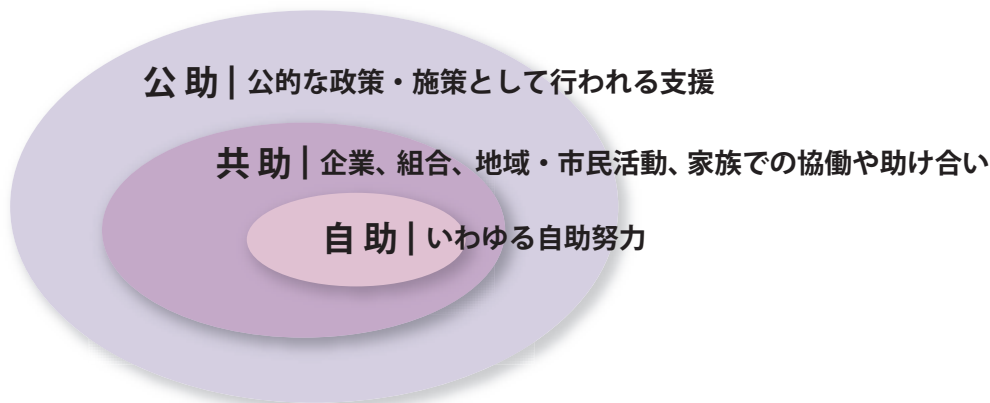 公助|公的な政策・施策として行われる支援
共助|企業、組合、地域・市民活動、家族での協働や助け合い
自助|いわゆる自助努力